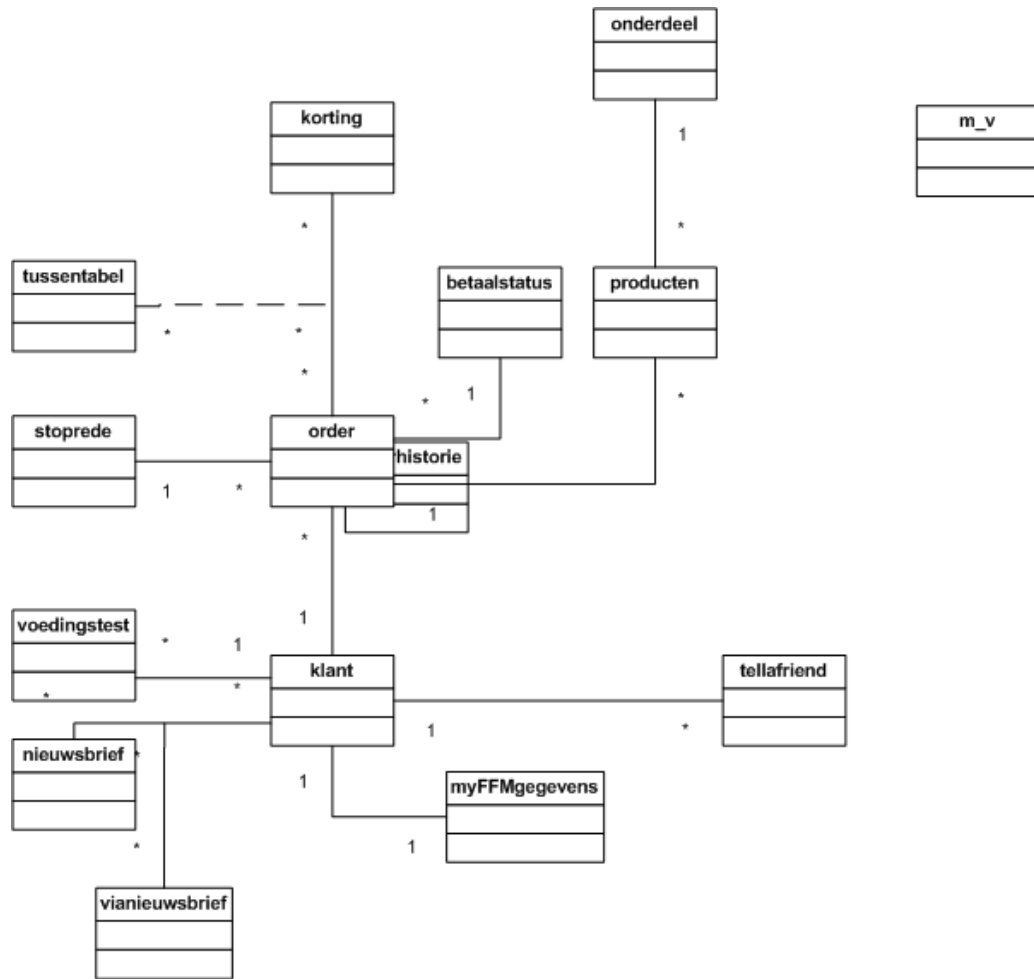 onderdeel
korting
m_v
1
*
*
tussentabel
betaalstatus
producten
*
*
*
1
*
*
stoprede
order
rhistorie
1
*
1
*
1
voedingstest
*
1
klant
tellafriend
*
*
1
*
nieuwsbrief
*
1
myFFMgegevens
*
1
vianieuwsbrief